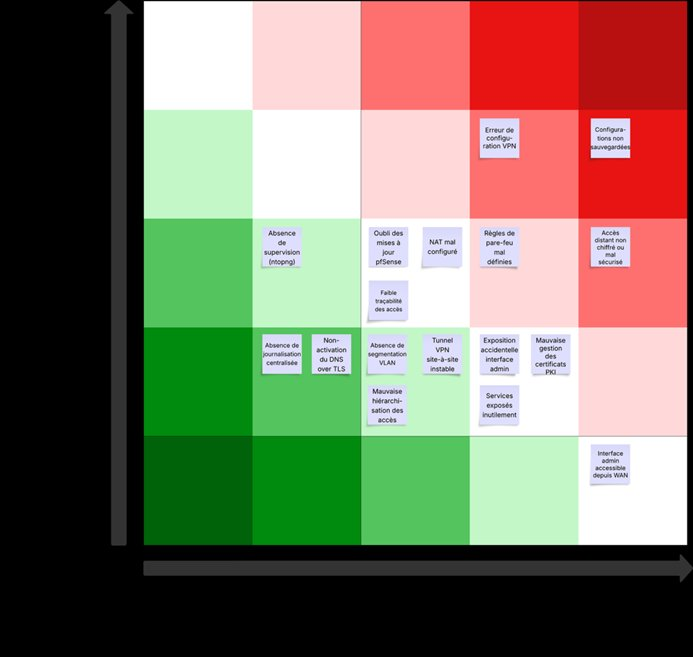 Erreur de
configu-
ration VPN
Configura-
tions non
sauvegardées
Absence
de
supervision
(ntopng)
Oubli des
mises à
jour
pfSense
NAT mal
configuré
Règles de
pare-feu
mal
définies
Accès
distant non
chiffré ou
mal
sécurisé
Faible
traçabilité
des accès
Absence de
journalisation
centralisée
Non-
activation
du DNS
over TLS
Absence de
segmentation
VLAN
Tunnel
VPN
site-à-site
instable
Exposition
accidentelle
interface
admin
Mauvaise
gestion
des
certificats
PKI
Mauvaise
hiérarchi-
sation des
accès
Services
exposés
inutilement
Interface
admin
accessible
depuis WAN